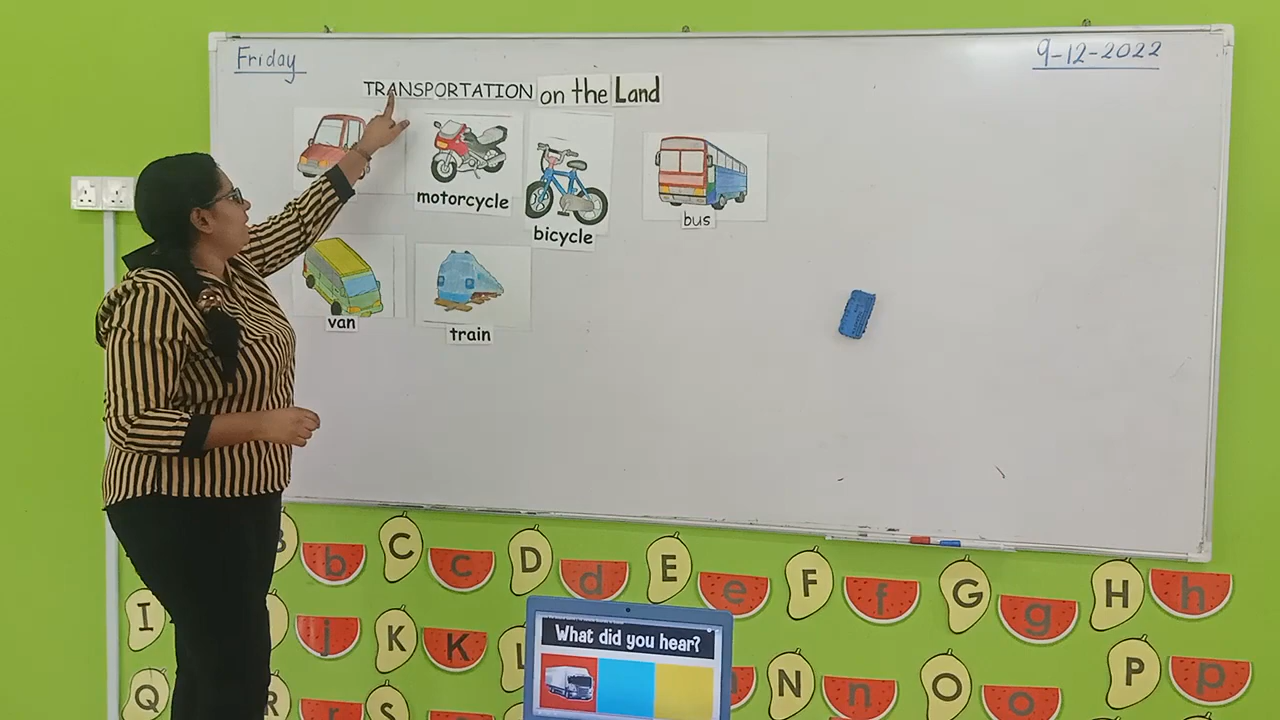 Friday
9-12-2022
TRANSPORTATION on the Land
motorcycle
bicycle
bus
van
train
B b C c D d E e F f G g H h
I j K K L N n O o P p
Q R r S
What did you hear?